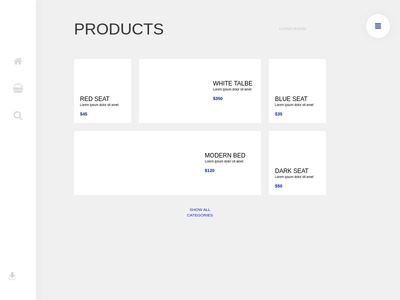 PRODUCTS
WHITE TALBE
Lorem ipsum dolor sit amet
$350
RED SEAT
Lorem ipsum dolor sit amet
$45
BLUE SEAT
Lorem ipsum dolor sit amet
$35
MODERN BED
Lorem ipsum dolor sit amet
$120
DARK SEAT
Lorem ipsum dolor sit amet
$50
SHOW ALL
CATEGORIES